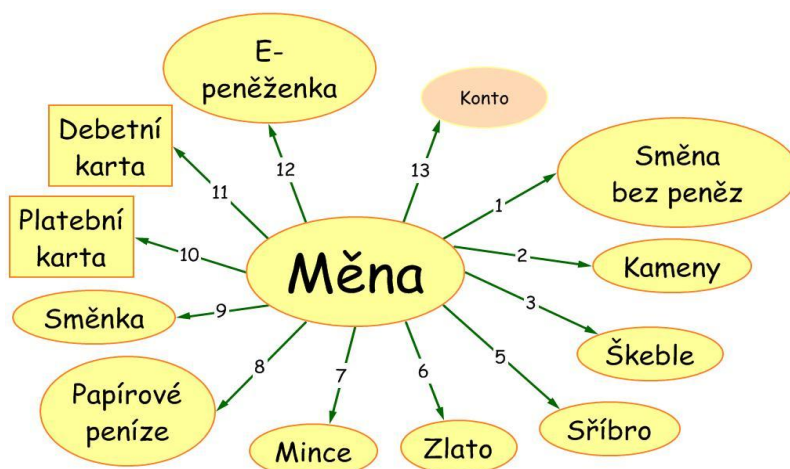 E-
peněženka
Konto
Debetní
karta
Směna
bez peněz
12
13
11
1
Platební
karta
10
2
Měna
Kameny
Směnka
9
3
Škeble
8
7
6
5
Papírové
peníze
Mince
Zlato
Sříbro